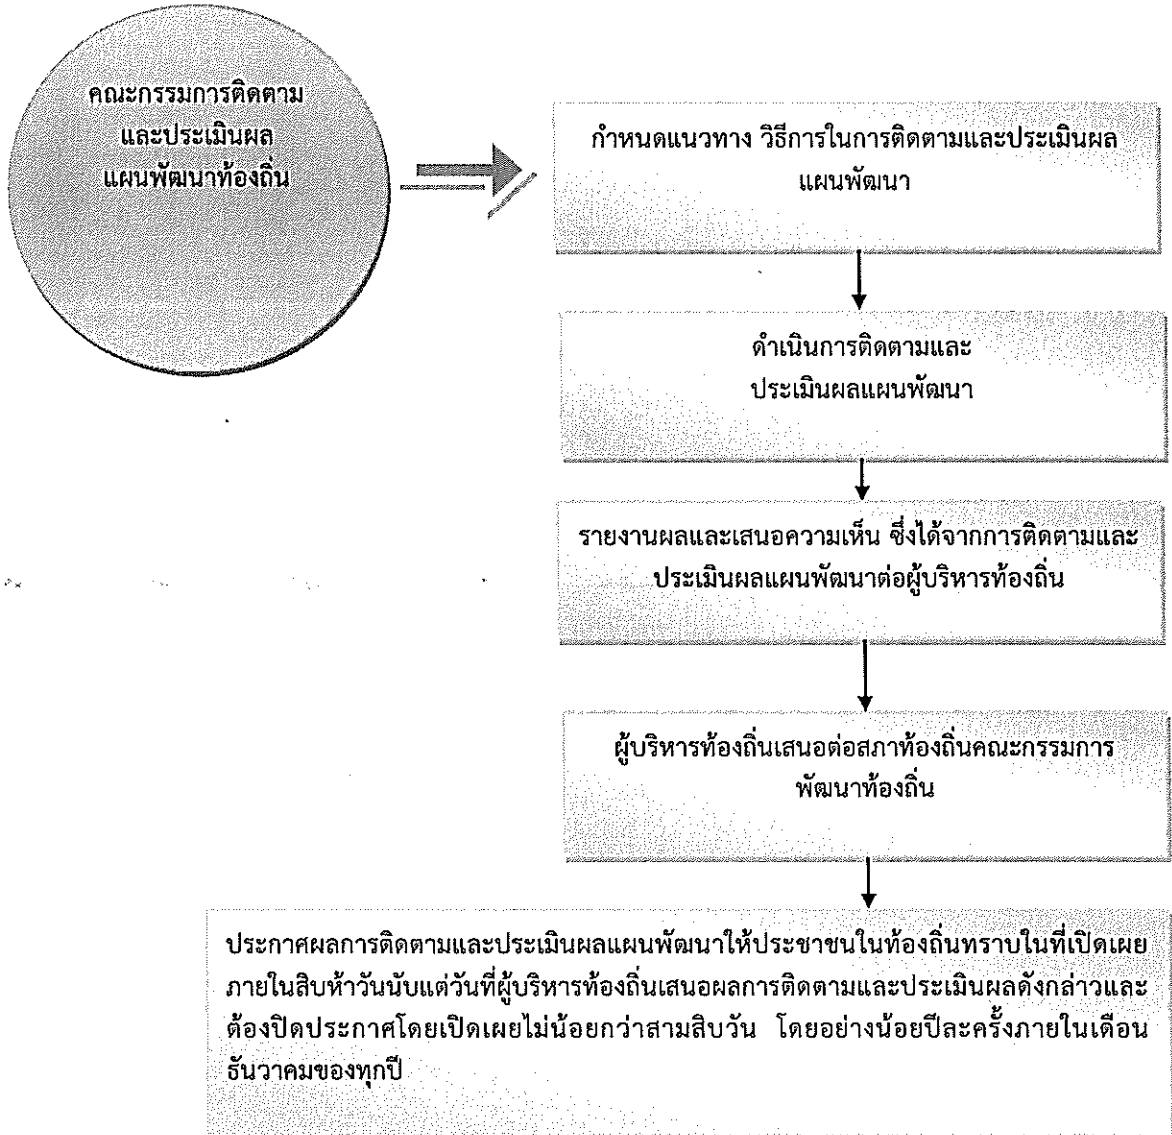 คณะกรรมการติดตาม
และประเมินผล
แผนพัฒนาท้องถิ่น
กำหนดแนวทาง วิธีการในการติดตามและประเมินผล
แผนพัฒนา
ดำเนินการติดตามและ
ประเมินผลแผนพัฒนา
รายงานผลและเสนอความเห็น ซึ่งได้จากการติดตามและ
ประเมินผลแผนพัฒนาต่อผู้บริหารท้องถิ่น
ผู้บริหารท้องถิ่นเสนอต่อสภาท้องถิ่นคณะกรรมการ
พัฒนาท้องถิ่น
ประกาศผลการติดตามและประเมินผลแผนพัฒนาให้ประชาชนในท้องถิ่นทราบในที่เปิดเผย
ภายในสิบห้าวันนับแต่วันที่ผู้บริหารท้องถิ่นเสนอผลการติดตามและประเมินผลดังกล่าวและ
ต้องปิดประกาศโดยเปิดเผยไม่น้อยกว่าสามสิบวัน โดยอย่างน้อยปีละครั้งภายในเดือน
ธันวาคมของทุกปี